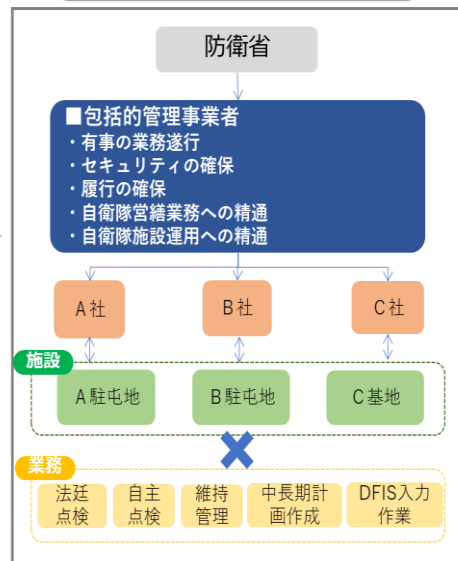 防衛省
■包括的管理事業者
・有事の業務遂行
・セキュリティの確保
・履行の確保
・自衛隊営繕業務への精通
・自衛隊施設運用への精通
A社
B社
C社
施設
A駐屯地
B駐屯地
C基地
業務
法廷
点検
自主
点検
維持
管理
中長期計
画作成
DFIS入力
作業